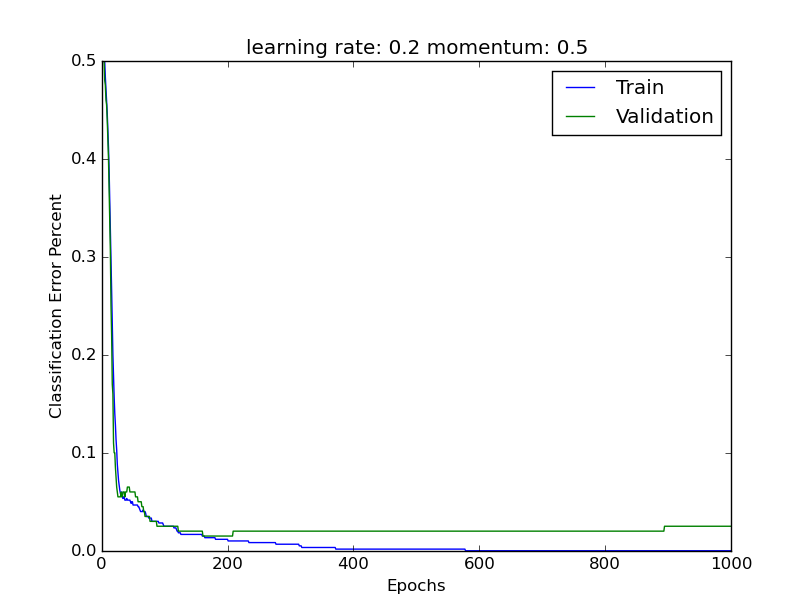 learning rate: 0.2 momentum: 0.5
Train
Validation
Classification Error Percent
0.5
0.4
0.3
0.2
0.1
0.0
0
200
400
600
800
1000
Epochs